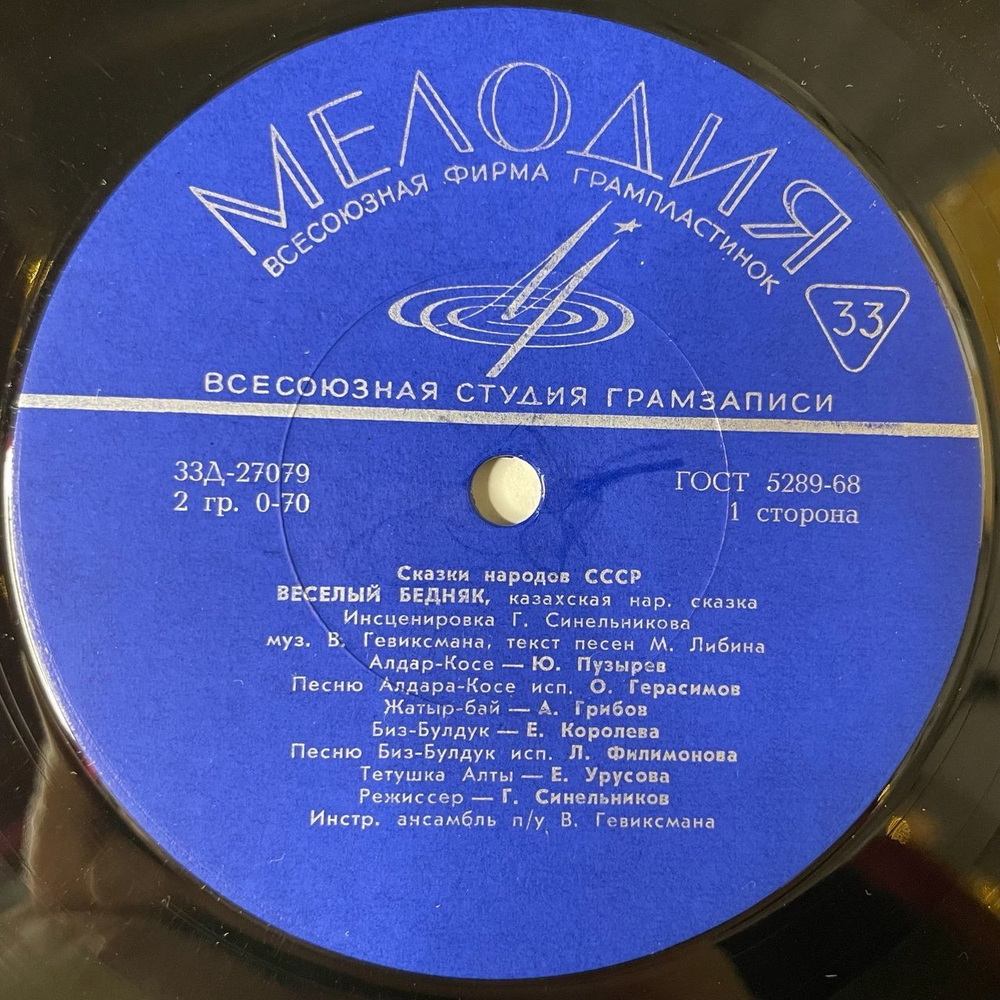 МЕЛОДИЯ
ВСЕСОЮЗНАЯ ФИРМА ГРАМПЛАСТИНОК
33
ВСЕСОЮЗНАЯ СТУДИЯ ГРАМЗАПИСИ
33Д-27079
2 гр. 0-70
ГОСТ 5289-68
1 сторона
Сказки народов СССР
ВЕСЕЛЫЙ БЕДНЯК, казахская нар. сказка
Инсценировка Г. Синельникова
муз. В. Гевиксмана, текст песен М. Либина
Алдар-Косе — Ю. Пузырев
Песню Алдара-Косе исп. О. Герасимов
Жатыр-бай — А. Грибов
Биз-Булдук — Е. Королева
Песню Биз-Булдук исп. Л. Филимонова
Тетушка Алты — Е. Урусова
Режиссер — Г. Синельников
Инстр. ансамбль п/у В. Гевиксмана